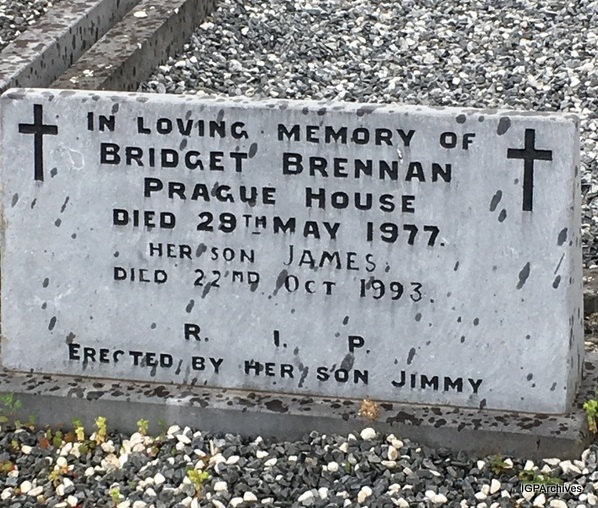 IN LOVING MEMORY OF
BRIDGET BRENNAN
PRAGUE HOUSE
DIED 29TH MAY 1977.
HER SON JAMES.
DIED 22ND OCT 1993.
R. I. P.
ERECTED BY HER SON JIMMY
IGPArchives